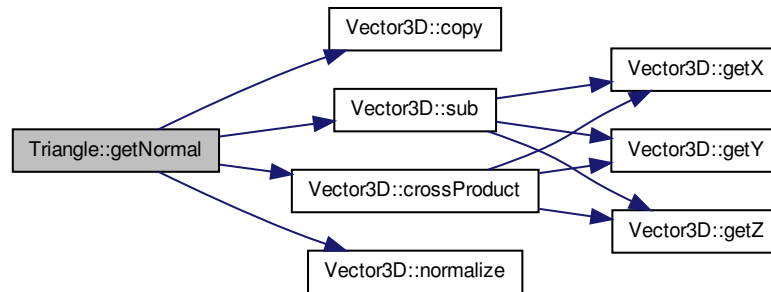 Triangle::getNormal
Vector3D::copy
Vector3D::sub
Vector3D::crossProduct
Vector3D::normalize
Vector3D::getX
Vector3D::getY
Vector3D::getZ